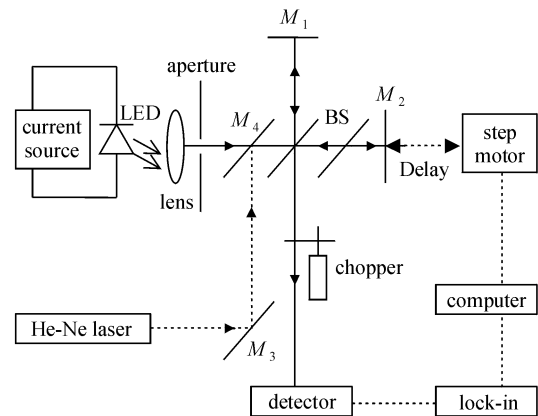 M1
aperture
LED
M4
BS
M2
current
source
step
motor
Delay
lens
chopper
computer
He-Ne laser
M3
detector
lock-in